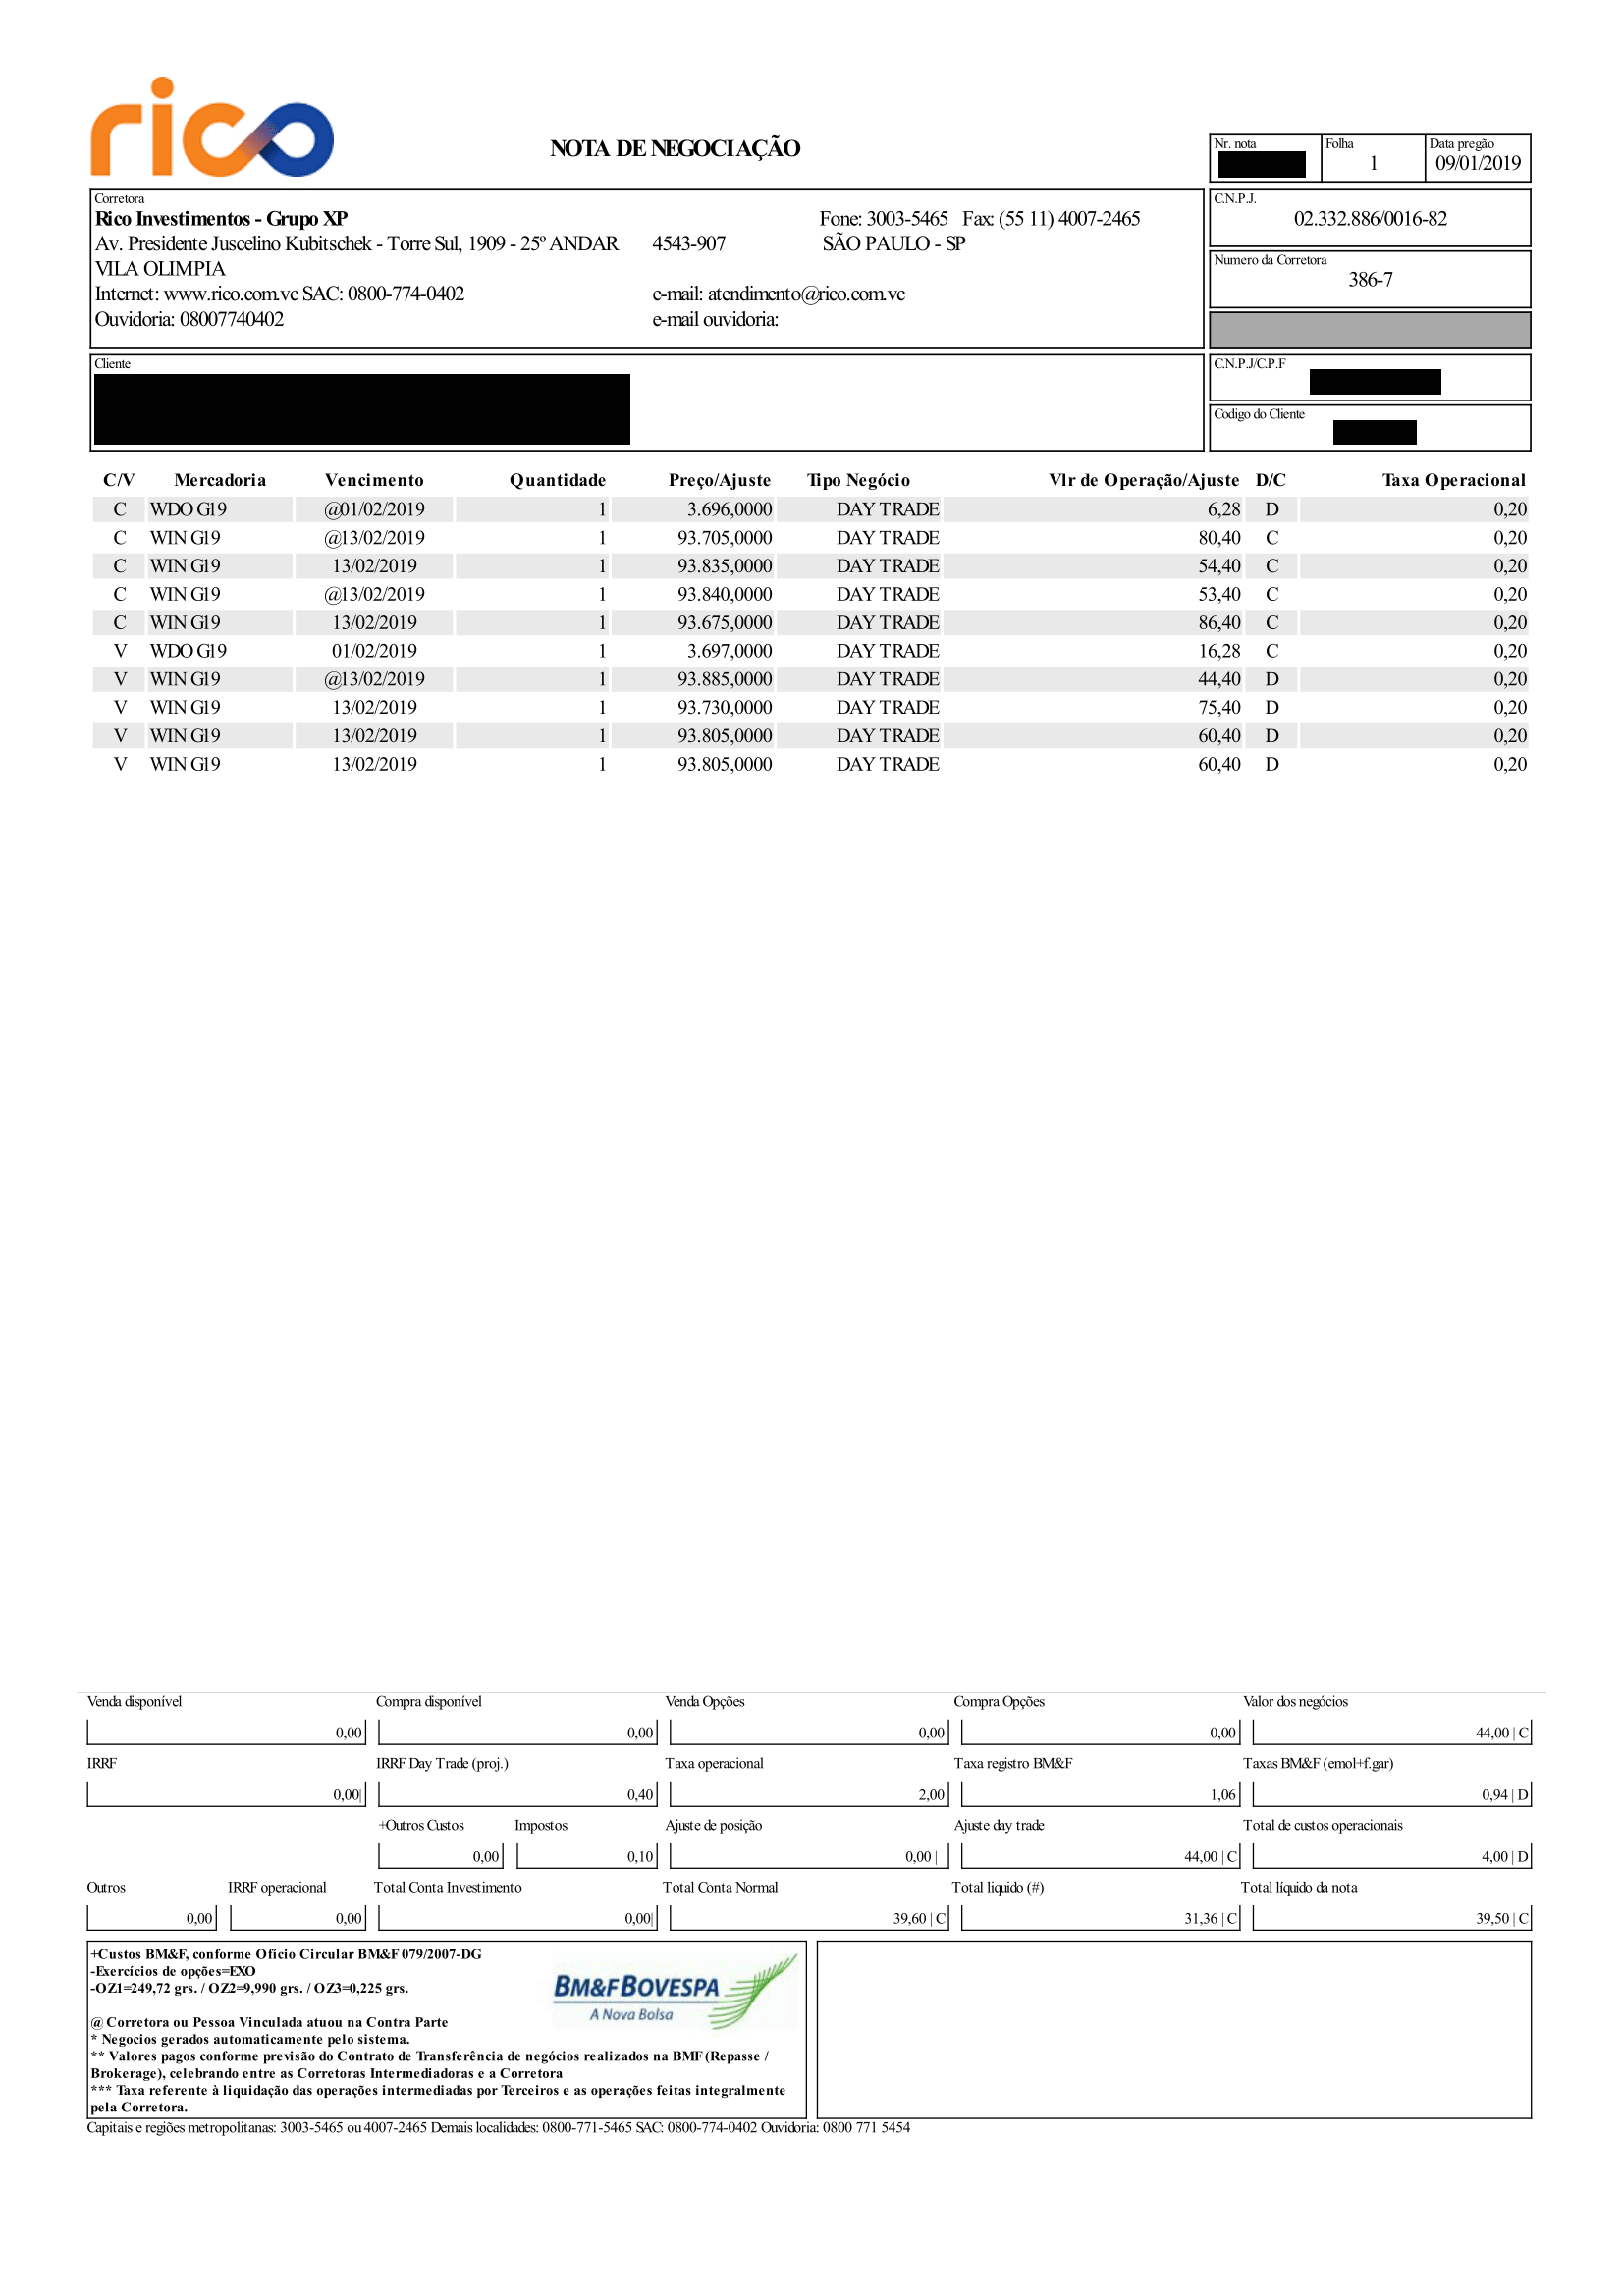 rico
NOTA DE NEGOCIAÇÃO
Nr. nota Folha Data pregão
1 09/01/2019
Corretora
Rico Investimentos - Grupo XP Fone: 3003-5465 Fax: (55 11) 4007-2465
Av. Presidente Juscelino Kubitschek - Torre Sul, 1909 - 25º ANDAR 4543-907 SÃO PAULO - SP
VILA OLIMPIA
Internet: www.rico.com.vc SAC: 0800-774-0402 e-mail: atendimento@rico.com.vc
Ouvidoria: 08007740402 e-mail ouvidoria:
C.N.P.J.
02.332.886/0016-82
Numero da Corretora
386-7
Cliente
C.N.P.J/C.P.F
Codigo do Cliente
C/V Mercadoria Vencimento Quantidade Preço/Ajuste Tipo Negócio Vlr de Operação/Ajuste D/C Taxa Operacional
C WDO G19 @01/02/2019 1 3.696,0000 DAY TRADE 6,28 D 0,20
C WIN G19 @13/02/2019 1 93.705,0000 DAY TRADE 80,40 C 0,20
C WIN G19 13/02/2019 1 93.835,0000 DAY TRADE 54,40 C 0,20
C WIN G19 @13/02/2019 1 93.840,0000 DAY TRADE 53,40 C 0,20
C WIN G19 13/02/2019 1 93.675,0000 DAY TRADE 86,40 C 0,20
V WDO G19 01/02/2019 1 3.697,0000 DAY TRADE 16,28 C 0,20
V WIN G19 @13/02/2019 1 93.885,0000 DAY TRADE 44,40 D 0,20
V WIN G19 13/02/2019 1 93.730,0000 DAY TRADE 75,40 D 0,20
V WIN G19 13/02/2019 1 93.805,0000 DAY TRADE 60,40 D 0,20
V WIN G19 13/02/2019 1 93.805,0000 DAY TRADE 60,40 D 0,20
Venda disponível Compra disponível Venda Opções Compra Opções Valor dos negócios
0,00 0,00 0,00 0,00 44,00 | C
IRRF IRRF Day Trade (proj.) Taxa operacional Taxa registro BM&F Taxas BM&F (emol+f.gar)
0,00| 0,40 2,00 1,06 0,94 | D
+Outros Custos Impostos Ajuste de posição Ajuste day trade Total de custos operacionais
0,00 0,10 0,00 | 44,00 | C 4,00 | D
Outros IRRF operacional Total Conta Investimento Total Conta Normal Total liquido (#) Total líquido da nota
0,00 0,00 0,00| 39,60 | C 31,36 | C 39,50 | C
+Custos BM&F, conforme Ofício Circular BM&F 079/2007-DG
-Exercícios de opções=EXO
-OZ1=249,72 grs. / OZ2=9,990 grs. / OZ3=0,225 grs.
BM&FBOVESPA
A Nova Bolsa
@ Corretora ou Pessoa Vinculada atuou na Contra Parte
* Negocios gerados automaticamente pelo sistema.
** Valores pagos conforme previsão do Contrato de Transferência de negócios realizados na BMF (Repasse /
Brokerage), celebrando entre as Corretoras Intermediadoras e a Corretora
*** Taxa referente à liquidação das operações intermediadas por Terceiros e as operações feitas integralmente
pela Corretora.
Capitais e regiões metropolitanas: 3003-5465 ou 4007-2465 Demais localidades: 0800-771-5465 SAC: 0800-774-0402 Ouvidoria: 0800 771 5454